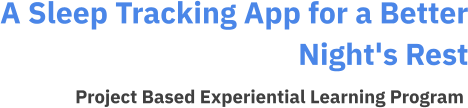 A Sleep Tracking App for a Better
Night's Rest
Project Based Experiential Learning Program